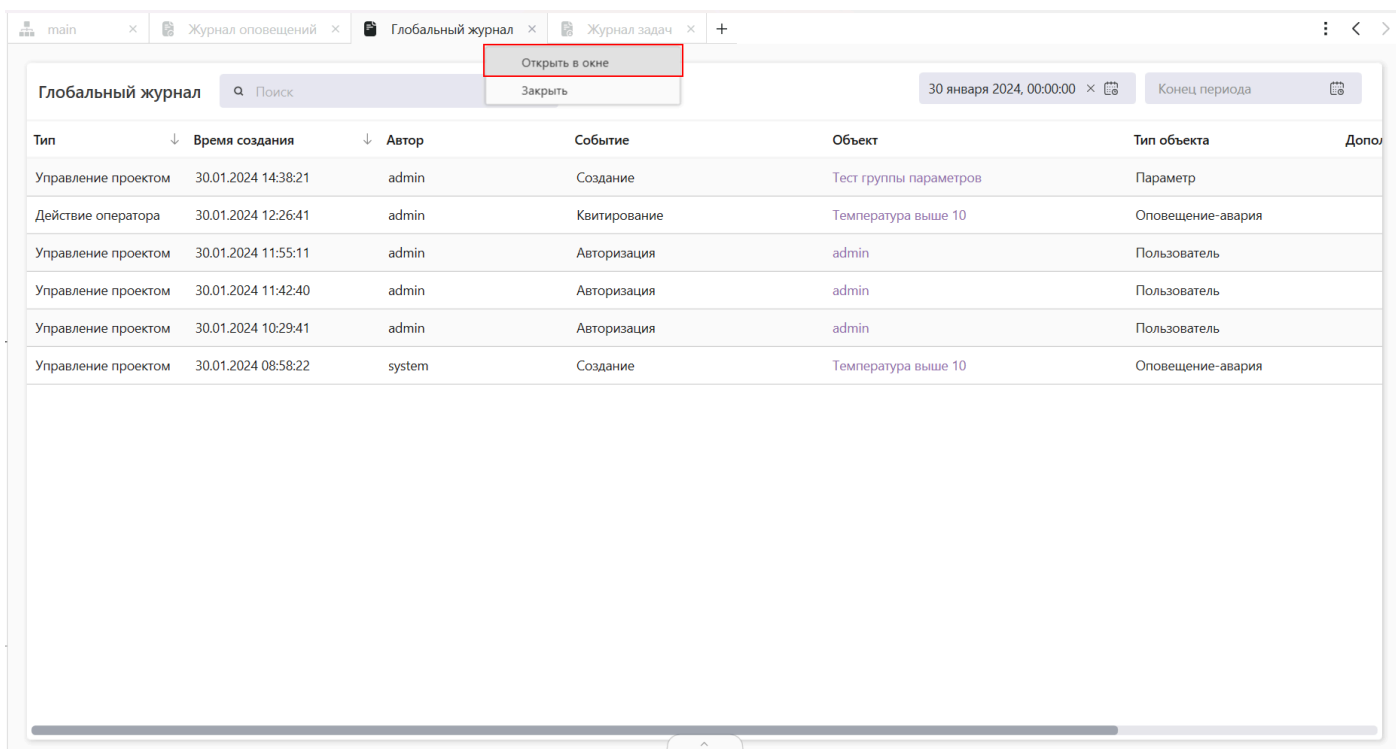 main Журнал оповещений Глобальный журнал Журнал задач
Открыть в окне
Закрыть
Глобальный журнал Поиск 30 января 2024, 00:00:00 Конец периода
Тип Время создания Автор Событие Объект Тип объекта Допол
Управление проектом 30.01.2024 14:38:21 admin Создание Тест группы параметров Параметр
Действие оператора 30.01.2024 12:26:41 admin Квитирование Температура выше 10 Оповещение-авария
Управление проектом 30.01.2024 11:55:11 admin Авторизация admin Пользователь
Управление проектом 30.01.2024 11:42:40 admin Авторизация admin Пользователь
Управление проектом 30.01.2024 10:29:41 admin Авторизация admin Пользователь
Управление проектом 30.01.2024 08:58:22 system Создание Температура выше 10 Оповещение-авария